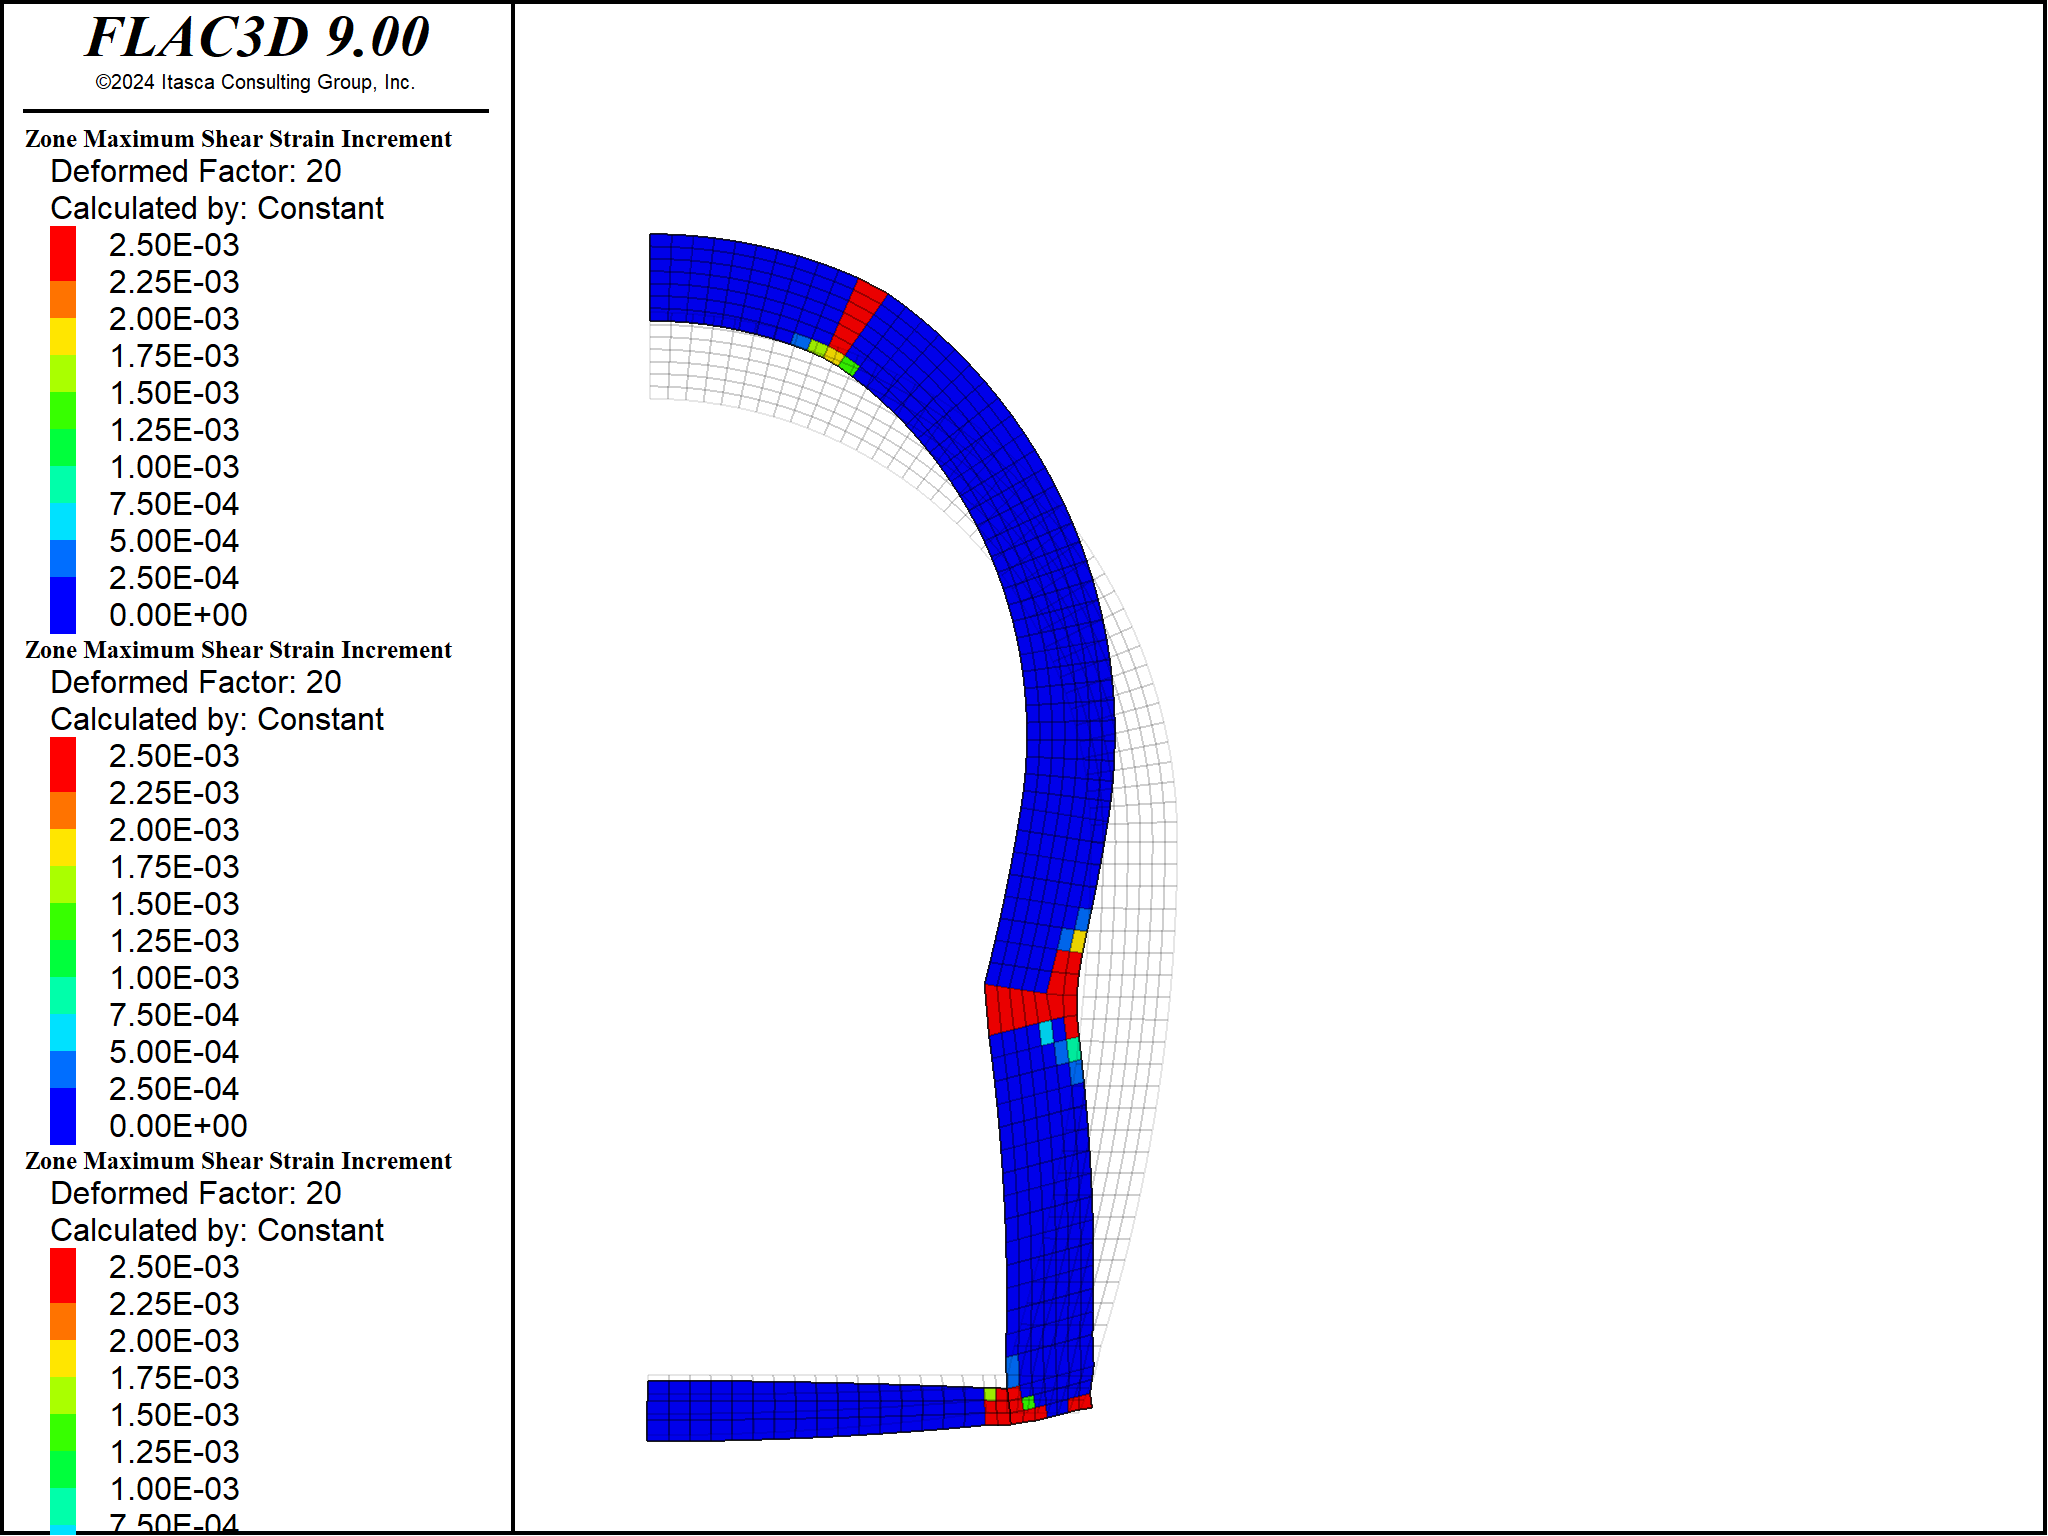 FLAC3D 9.00
©2024 Itasca Consulting Group, Inc.
Zone Maximum Shear Strain Increment
Deformed Factor: 20
Calculated by: Constant
2.50E-03
2.25E-03
2.00E-03
1.75E-03
1.50E-03
1.25E-03
1.00E-03
7.50E-04
5.00E-04
2.50E-04
0.00E+00
Zone Maximum Shear Strain Increment
Deformed Factor: 20
Calculated by: Constant
2.50E-03
2.25E-03
2.00E-03
1.75E-03
1.50E-03
1.25E-03
1.00E-03
7.50E-04
5.00E-04
2.50E-04
0.00E+00
Zone Maximum Shear Strain Increment
Deformed Factor: 20
Calculated by: Constant
2.50E-03
2.25E-03
2.00E-03
1.75E-03
1.50E-03
1.25E-03
1.00E-03
7.50E-04